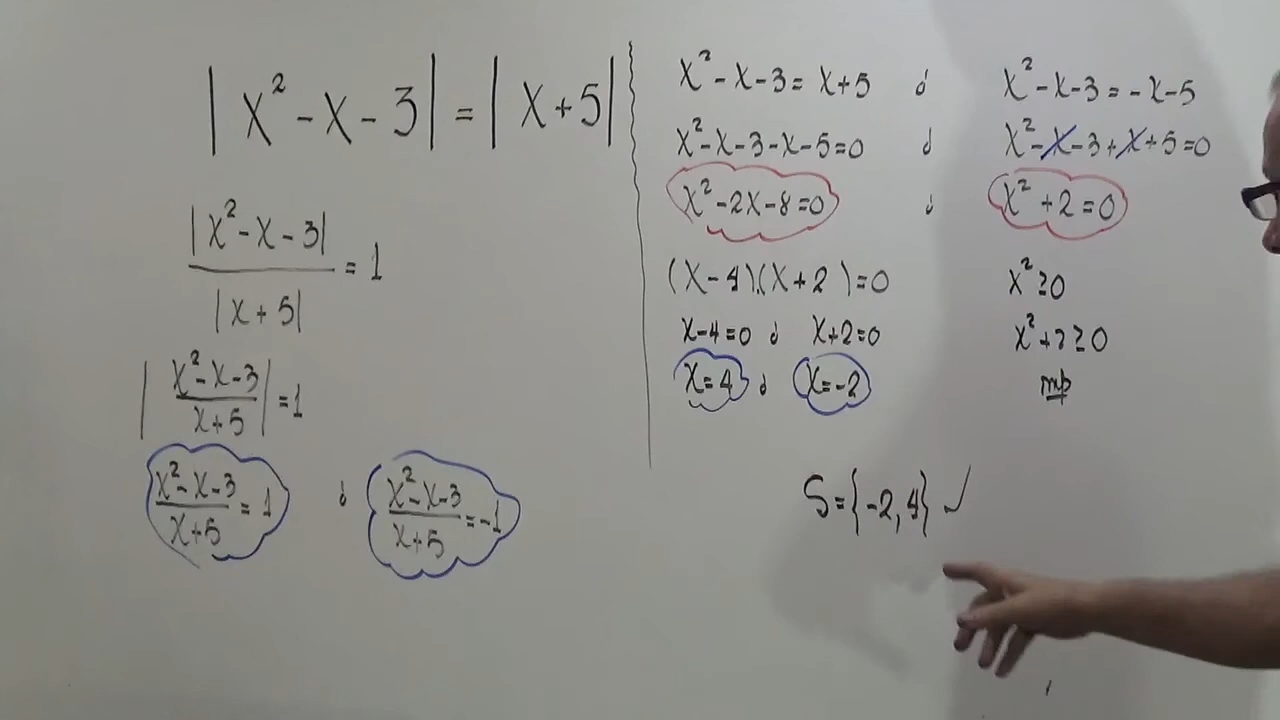 |x² - x - 3| = |x + 5|
|x² - x - 3| / |x + 5| = 1
|(x² - x - 3) / (x + 5)| = 1
(x² - x - 3) / (x + 5) = 1 ó (x² - x - 3) / (x + 5) = -1
x² - x - 3 = x + 5 ó x² - x - 3 = -x - 5
x² - x - 3 - x - 5 = 0 ó x² - x - 3 + x + 5 = 0
x² - 2x - 8 = 0 ó x² + 2 = 0
(x - 4).(x + 2) = 0 x² ≥ 0
x - 4 = 0 ó x + 2 = 0 x² + 2 ≥ 0
x = 4 ó x = -2
S = {-2, 4} ✓